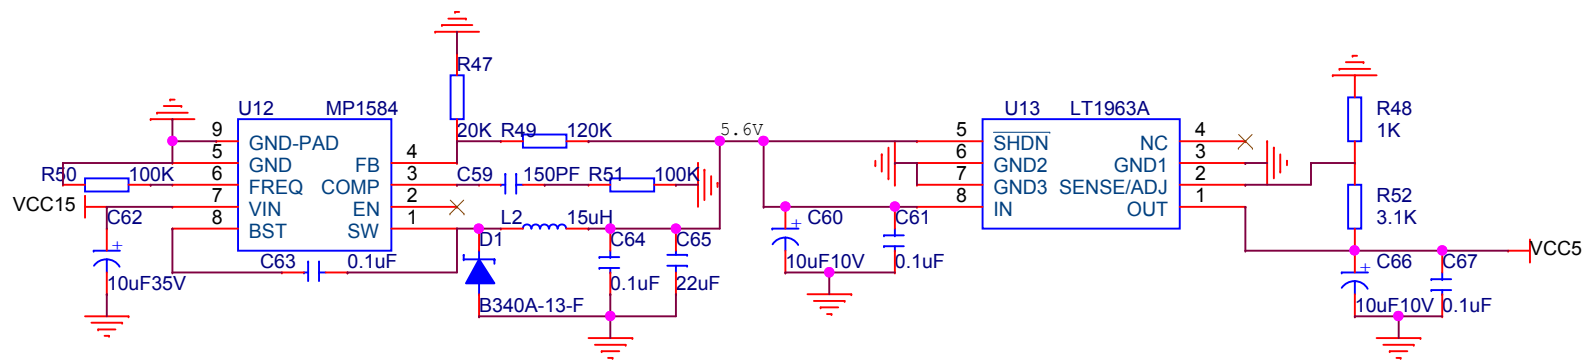 R47
20K
R49
120K
5.6V
U12
MP1584
9
GND-PAD
5
GND
FB
4
6
FREQ
COMP
3
7
VIN
EN
2
8
BST
SW
1
R50
100K
VCC15
C62
10uF35V
C63
0.1uF
C59
150PF
R51
100K
L2
15uH
D1
B340A-13-F
C64
0.1uF
C65
22uF
C60
10uF10V
C61
0.1uF
U13
LT1963A
5
SHDN
NC
4
6
GND2
GND1
3
7
GND3
SENSE/ADJ
2
8
IN
OUT
1
R48
1K
R52
3.1K
VCC5
C66
10uF10V
C67
0.1uF